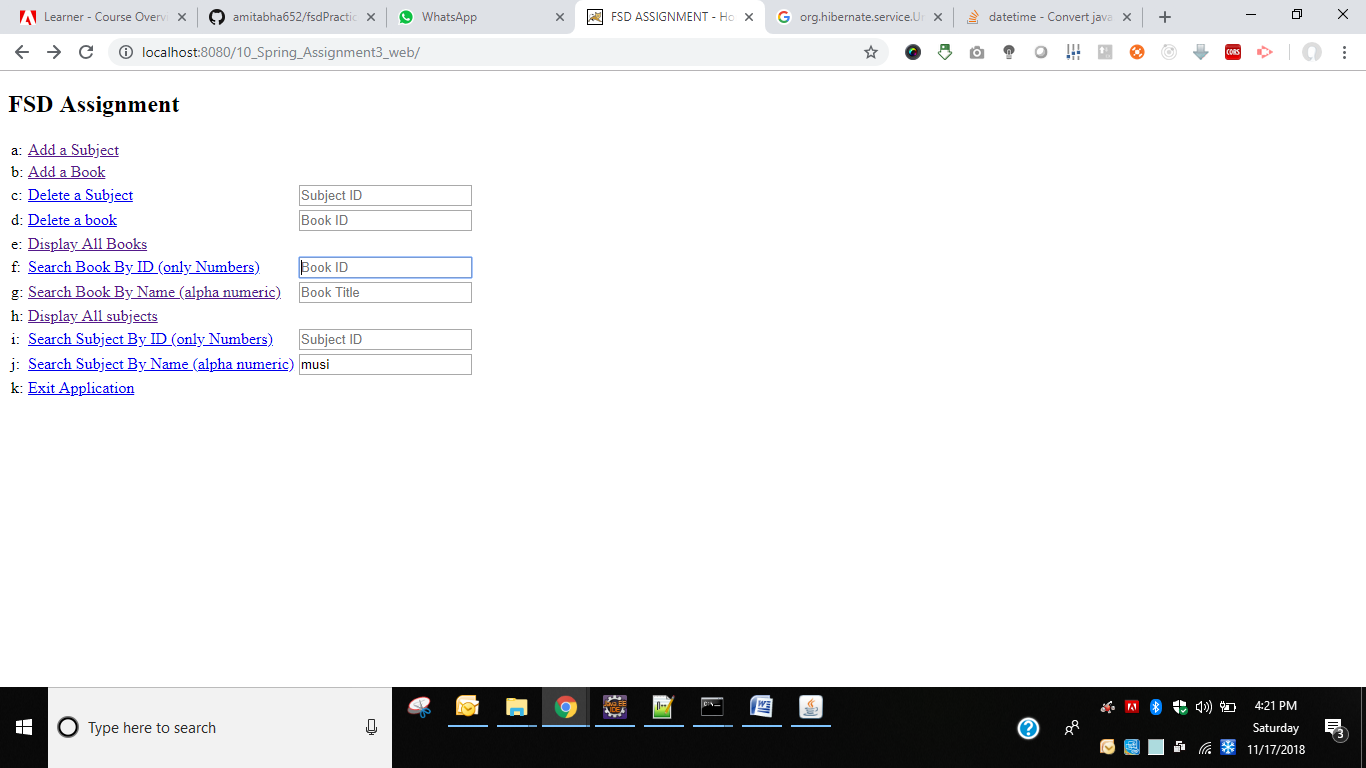 Learner - Course Overv
amitabha652/fsdPractic
WhatsApp
FSD ASSIGNMENT - Ho
org.hibernate.service.Un
datetime - Convert java
localhost:8080/10_Spring_Assignment3_web/
CORS
FSD Assignment
a: Add a Subject
b: Add a Book
c: Delete a Subject Subject ID
d: Delete a book Book ID
e: Display All Books
f: Search Book By ID (only Numbers) Book ID
g: Search Book By Name (alpha numeric) Book Title
h: Display All subjects
i: Search Subject By ID (only Numbers) Subject ID
j: Search Subject By Name (alpha numeric) musi
k: Exit Application
Type here to search
4:21 PM
Saturday
11/17/2018
3